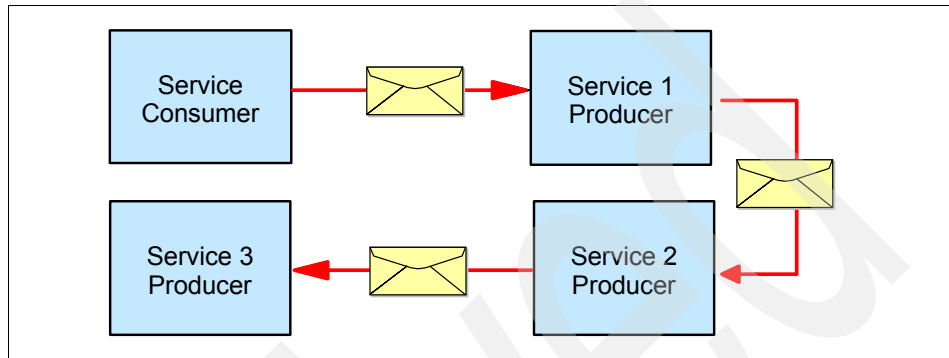 Service
Consumer
Service 1
Producer
Service 3
Producer
Service 2
Producer